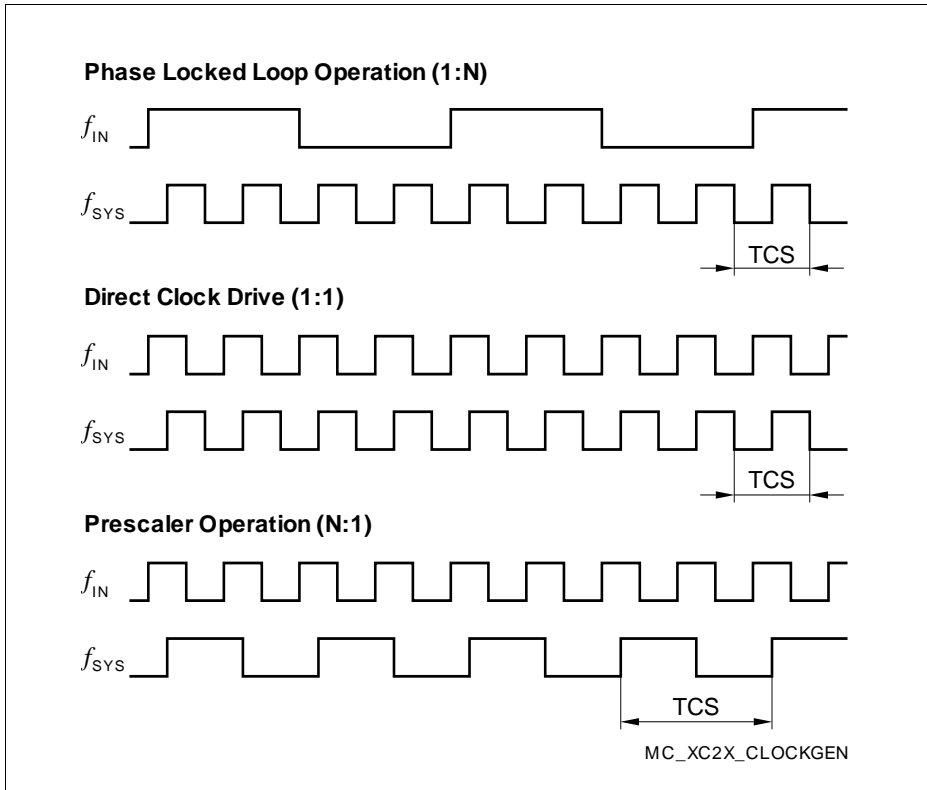 Phase Locked Loop Operation (1:N)
fIN
fSYS
TCS
Direct Clock Drive (1:1)
fIN
fSYS
TCS
Prescaler Operation (N:1)
fIN
fSYS
TCS
MC_XC2X_CLOCKGEN